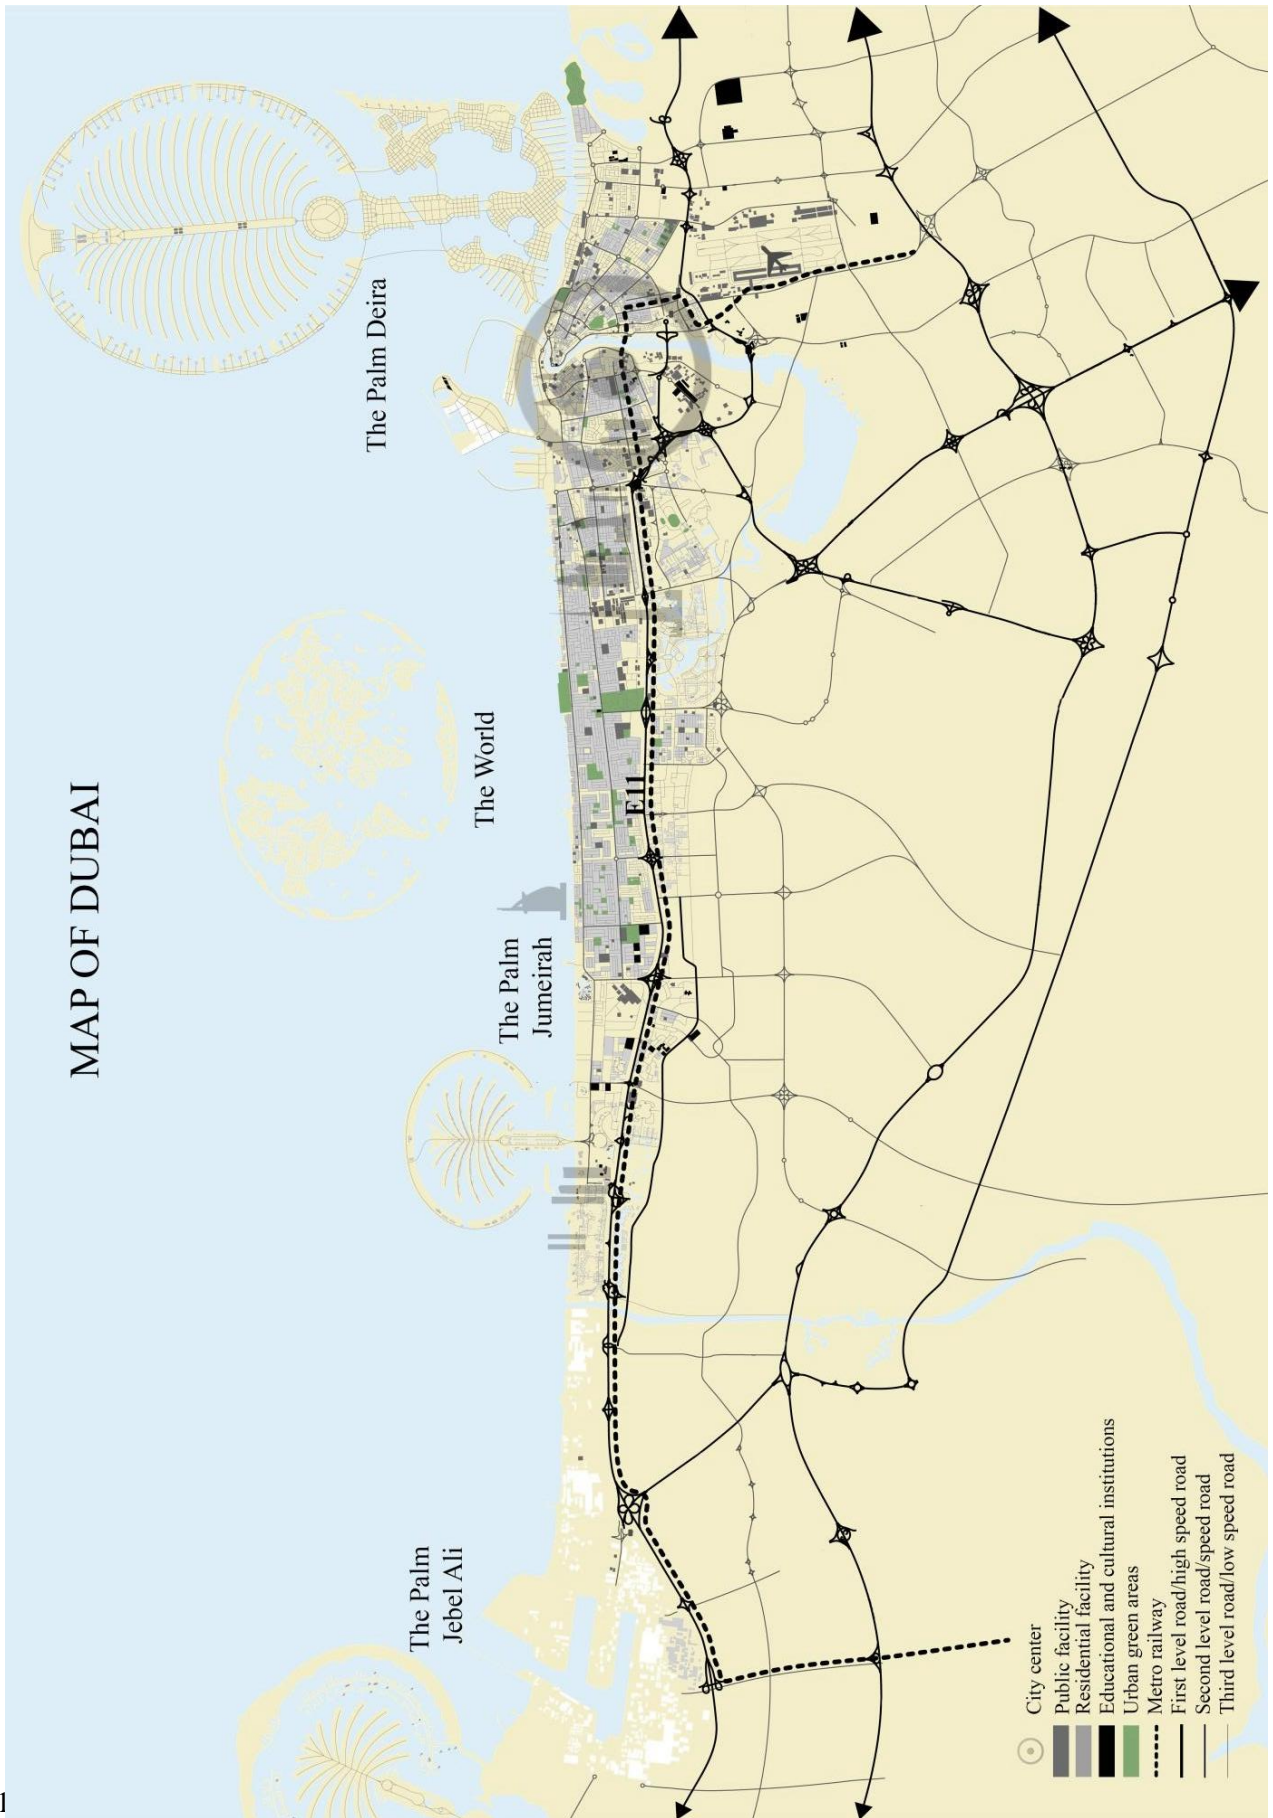 MAP OF DUBAI
The Palm
Jebel Ali
The Palm
Jumeirah
The World
The Palm Deira
E11
City center
Public facility
Residential facility
Educational and cultural institutions
Urban green areas
Metro railway
First level road/high speed road
Second level road/speed road
Third level road/low speed road